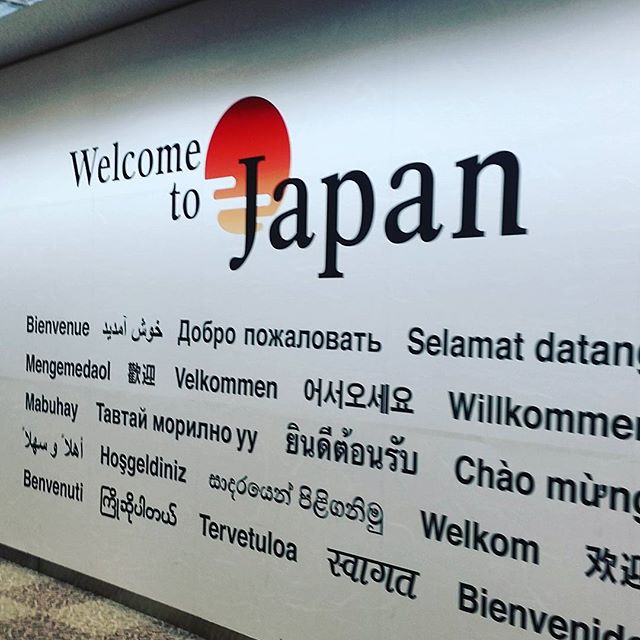 Welcome
to Japan
Bienvenue خوش آمدید Добро пожаловать Selamat datang
Mengemedaol 歡迎 Velkommen 어서오세요 Willkommen
Mabuhay Тавтай морилно уу ยินดีต้อนรับ Chào mừng
أهلاً و سهلاً Hoşgeldiniz සාදරයෙන් පිළිගනිමු Welkom 欢迎
Benvenuti ကြိုဆိုပါတယ် Tervetuloa स्वागत Bienvenido